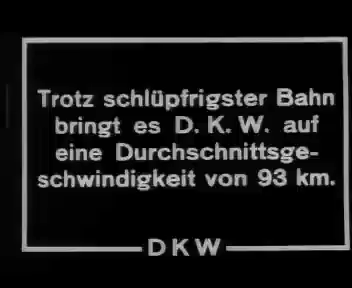 Trotz schlüpfrigster Bahn
bringt es D. K. W. auf
eine Durchschnittsge-
schwindigkeit von 93 km.
DKW